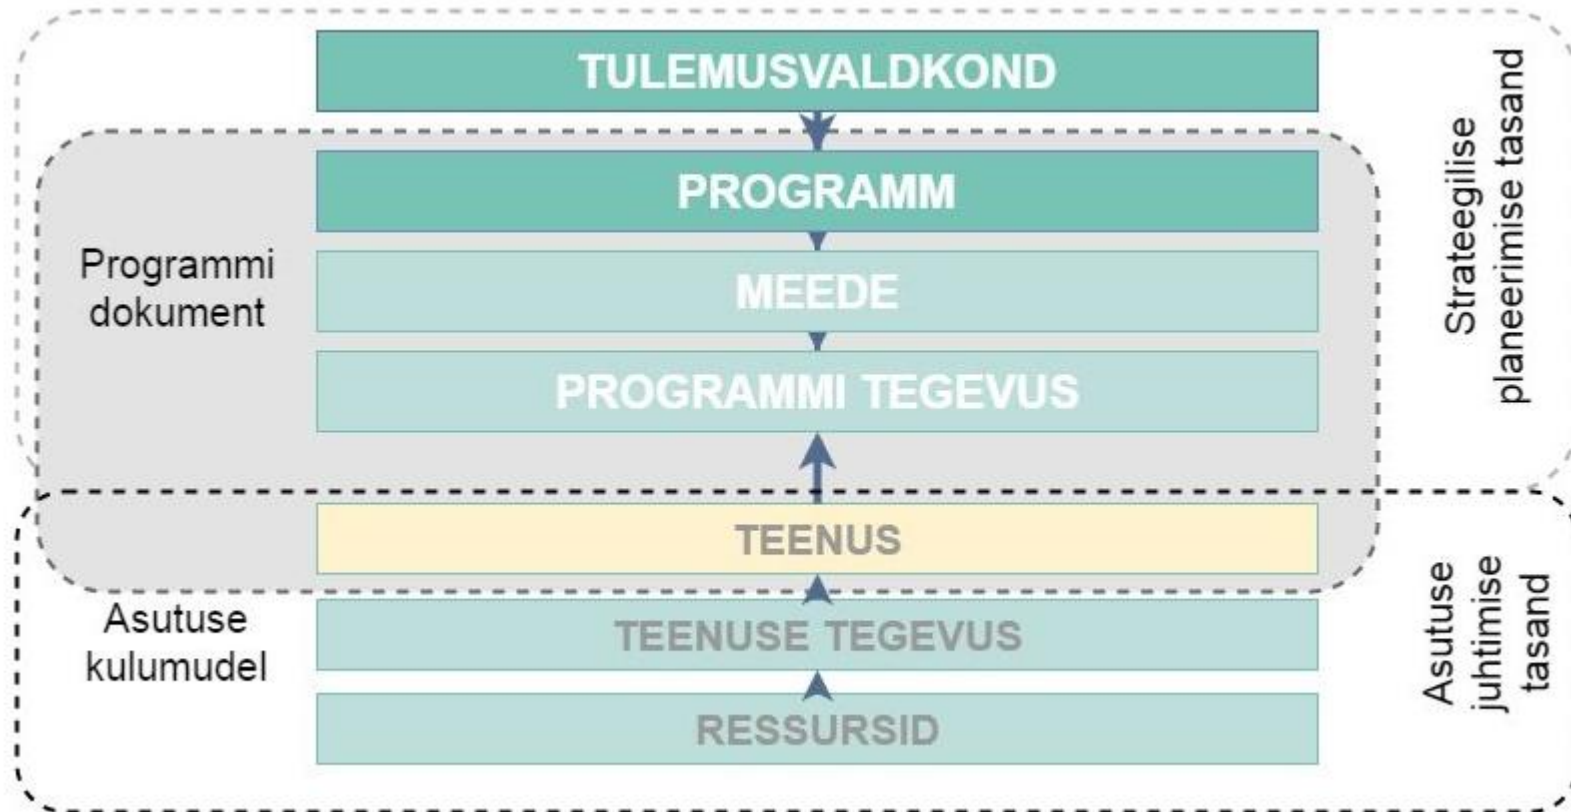 TULEMUSVALDKOND
PROGRAMM
MEEDE
PROGRAMMI TEGEVUS
TEENUS
TEENUSE TEGEVUS
RESSURSID
Programmi
dokument
Asutuse
kulumudel
Strateegilise
planeerimise tasand
Asutuse
juhtimise
tasand